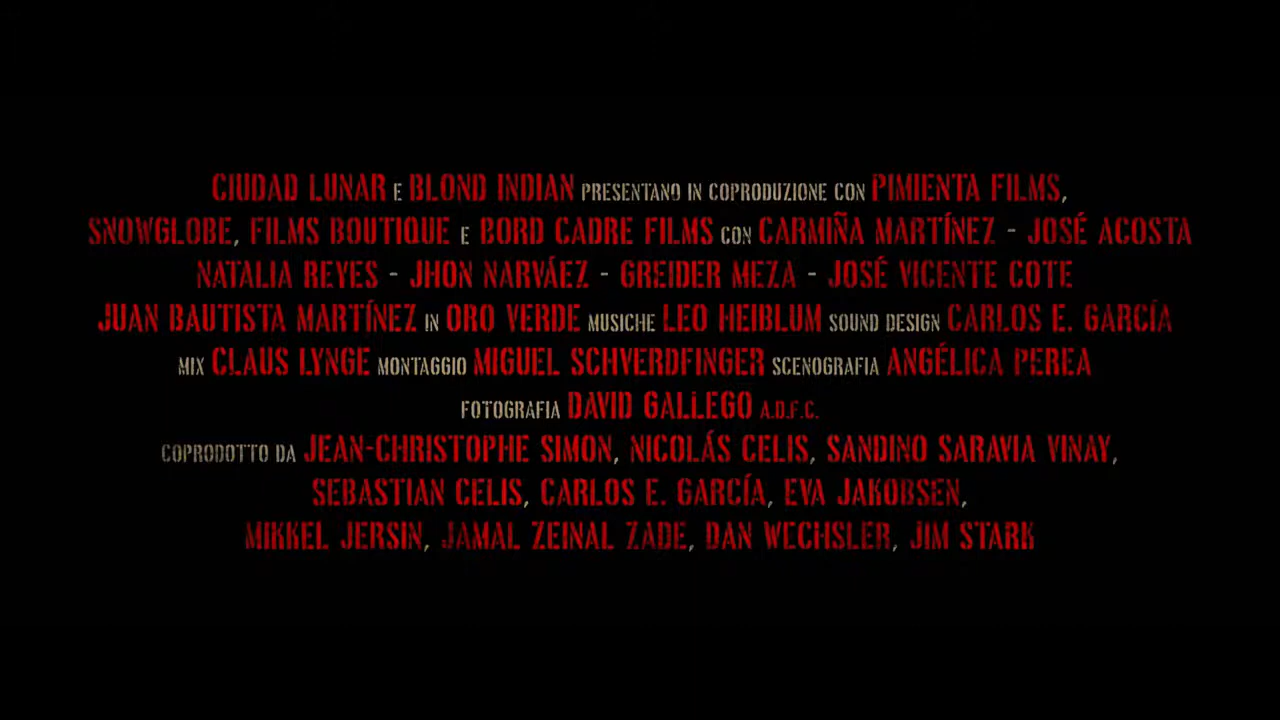 CIUDAD LUNAR E BLOND INDIAN PRESENTANO IN COPRODUZIONE CON PIMIENTA FILMS,
SNOWGLOBE, FILMS BOUTIQUE E BORD CADRE FILMS CON CARMIÑA MARTÍNEZ - JOSÉ ACOSTA
NATALIA REYES - JHON NARVÁEZ - GREIDER MEZA - JOSÉ VICENTE COTE
JUAN BAUTISTA MARTÍNEZ IN ORO VERDE MUSICHE LEO HEIBLUM SOUND DESIGN CARLOS E. GARCÍA
MIX CLAUS LYNGE MONTAGGIO MIGUEL SCHVERDFINGER SCENOGRAFIA ANGÉLICA PEREA
FOTOGRAFIA DAVID GALLEGO A.D.F.C.
COPRODOTTO DA JEAN-CHRISTOPHE SIMON, NICOLÁS CELIS, SANDINO SARAVIA VINAY,
SEBASTIAN CELIS, CARLOS E. GARCÍA, EVA JAKOBSEN,
MIKKEL JERSIN, JAMAL ZEINAL ZADE, DAN WECHSLER, JIM STARK